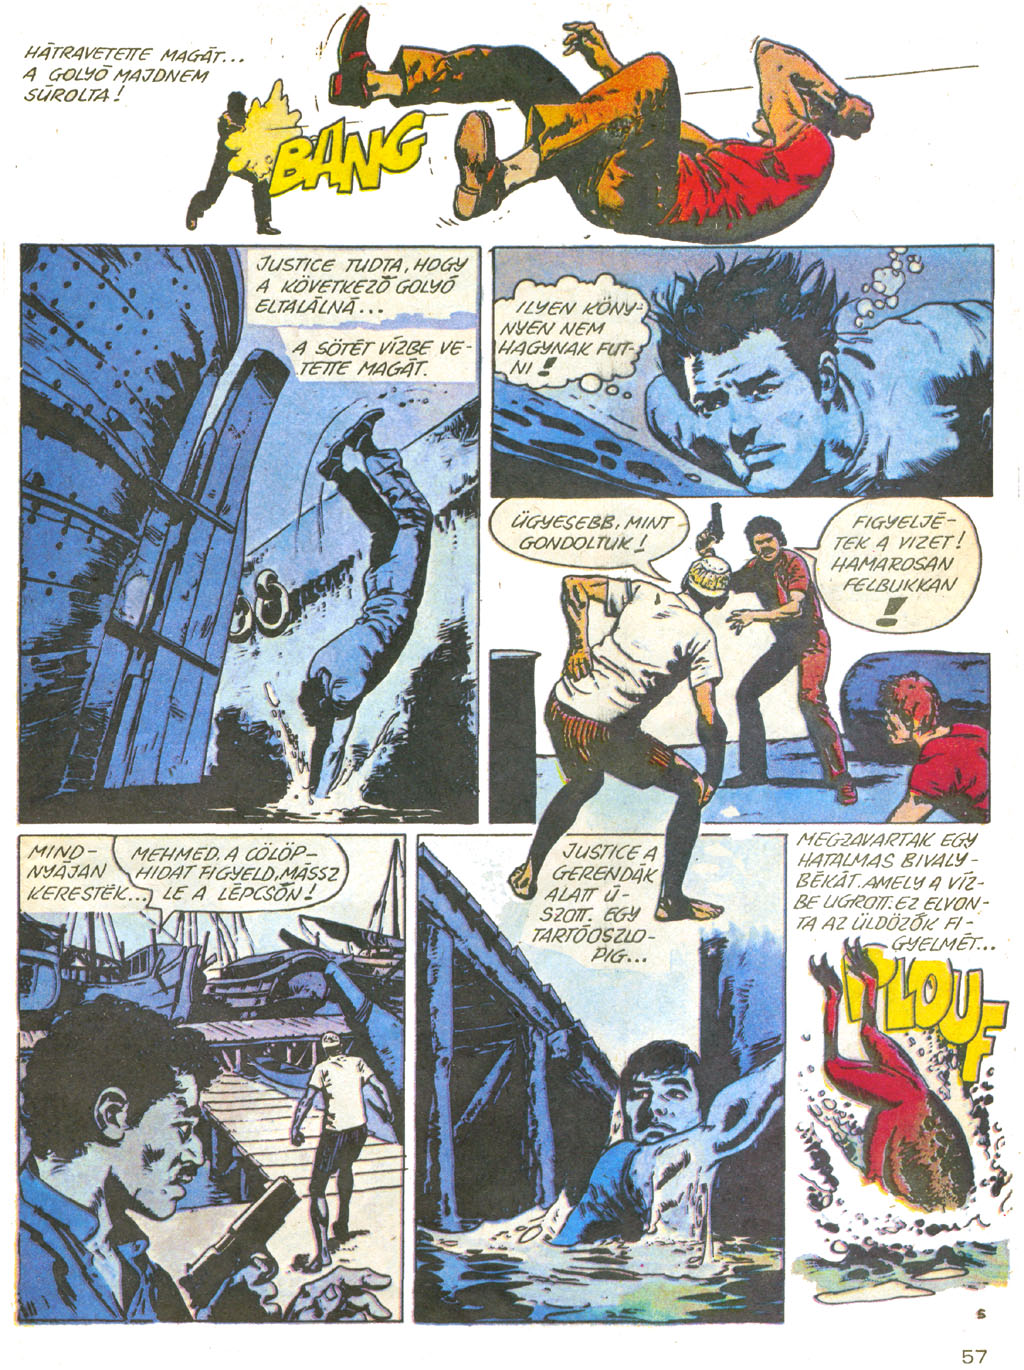 HÁTRAVETETTE MAGÁT...
A GOLYÓ MAJDNEM
SÚROLTA!
BANG
JUSTICE TUDTA, HOGY
A KÖVETKEZŐ GOLYÓ
ELTALÁLNÁ...
A SÖTÉT VÍZBE VE-
TETTE MAGÁT.
ILYEN KÖNY-
NYEN NEM
HAGYNAK FUT-
NI!
ÜGYESEBB, MINT
GONDOLTUK!
FIGYELJÉ-
TEK A VIZET!
HAMAROSAN
FELBUKKAN
!
MIND-
NYÁJAN
KERESTÉK...
MEHMED, A CÖLÖP-
HIDAT FIGYELD, MÁSSZ
LE A LÉPCSŐN!
JUSTICE A
GERENDÁK
ALATT Ú-
SZOTT. EGY
TARTÓOSZLO-
PIG...
MEGZAVARTAK EGY
HATALMAS BIVALY-
BÉKÁT, AMELY A VÍZ-
BE UGROTT. EZ ELVON-
TA AZ ÜLDÖZŐK FI-
GYELMÉT...
PLOUF
S
57